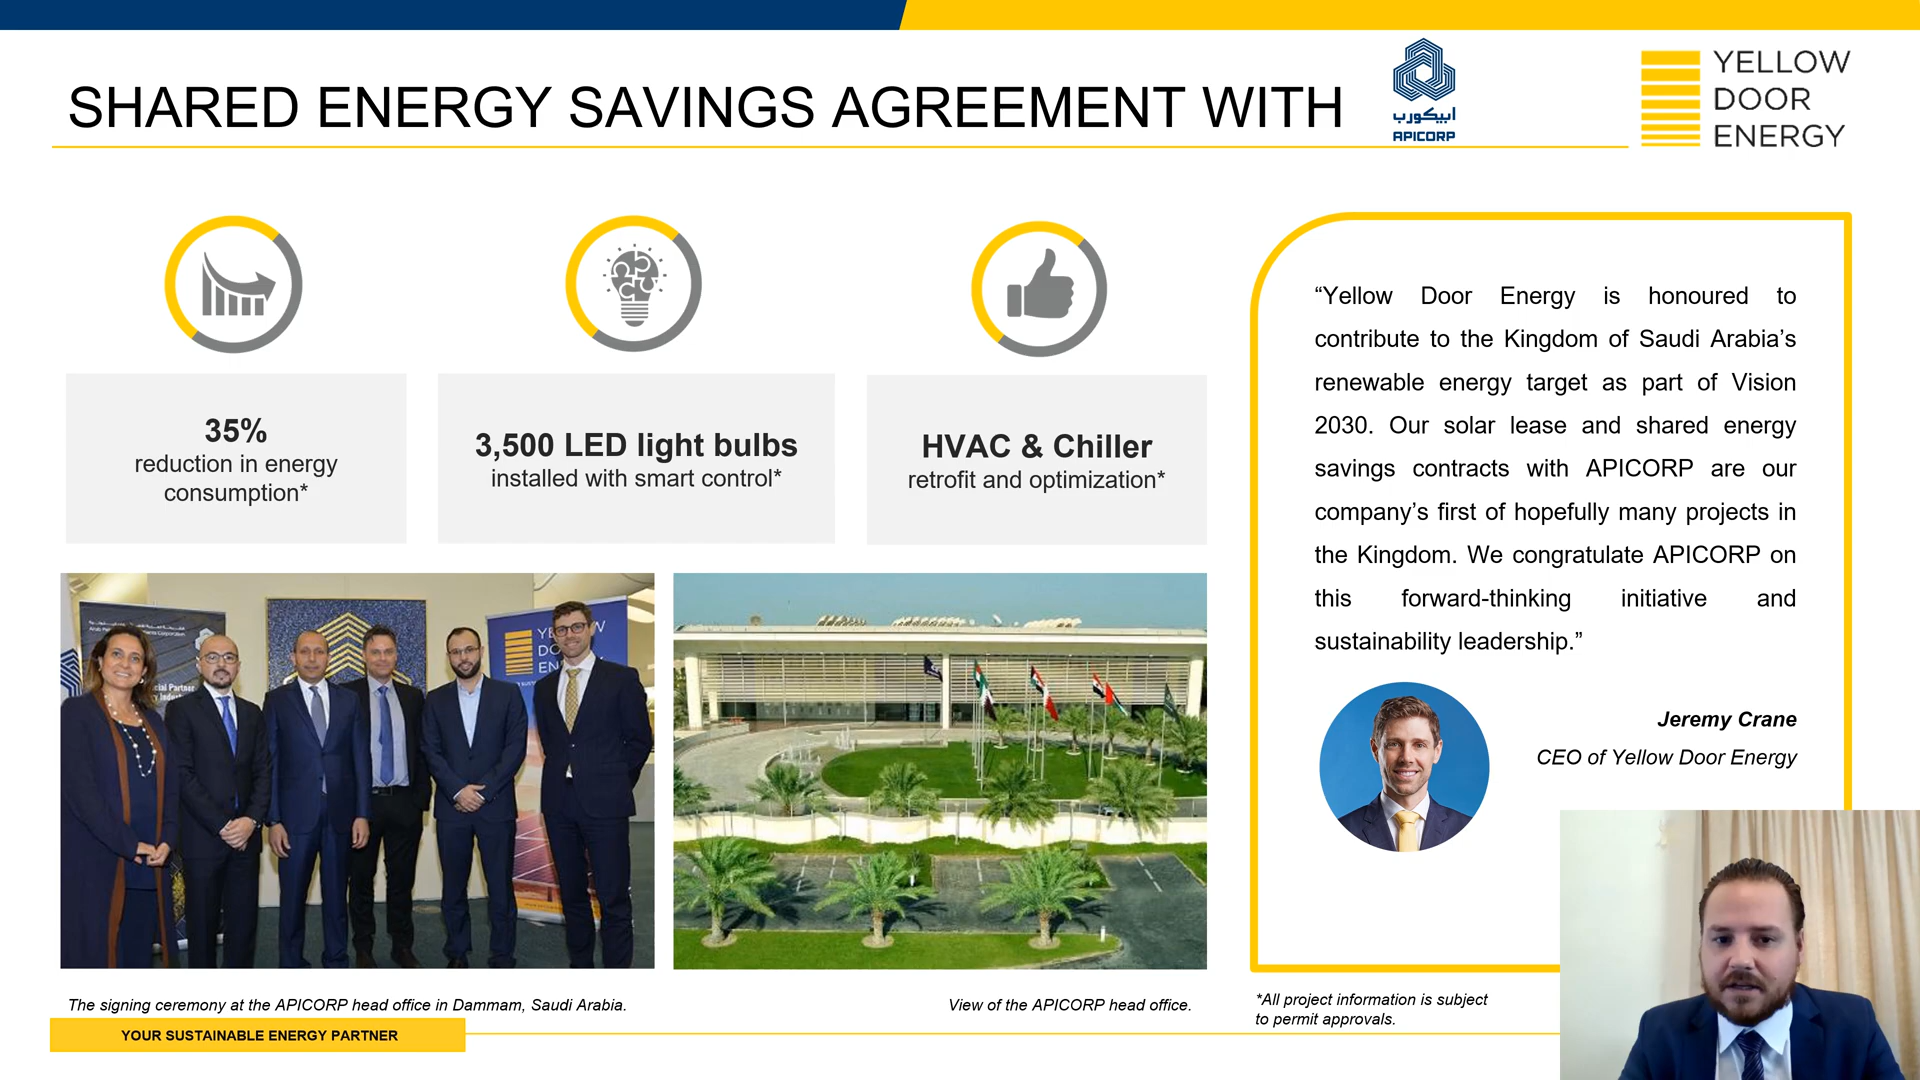 SHARED ENERGY SAVINGS AGREEMENT WITH
ابيكورب
APICORP
YELLOW
DOOR
ENERGY
35%
reduction in energy
consumption*
3,500 LED light bulbs
installed with smart control*
HVAC & Chiller
retrofit and optimization*
“Yellow Door Energy is honoured to
contribute to the Kingdom of Saudi Arabia’s
renewable energy target as part of Vision
2030. Our solar lease and shared energy
savings contracts with APICORP are our
company’s first of hopefully many projects in
the Kingdom. We congratulate APICORP on
this forward-thinking initiative and
sustainability leadership.”
Jeremy Crane
CEO of Yellow Door Energy
The signing ceremony at the APICORP head office in Dammam, Saudi Arabia.
View of the APICORP head office.
*All project information is subject
to permit approvals.
YOUR SUSTAINABLE ENERGY PARTNER